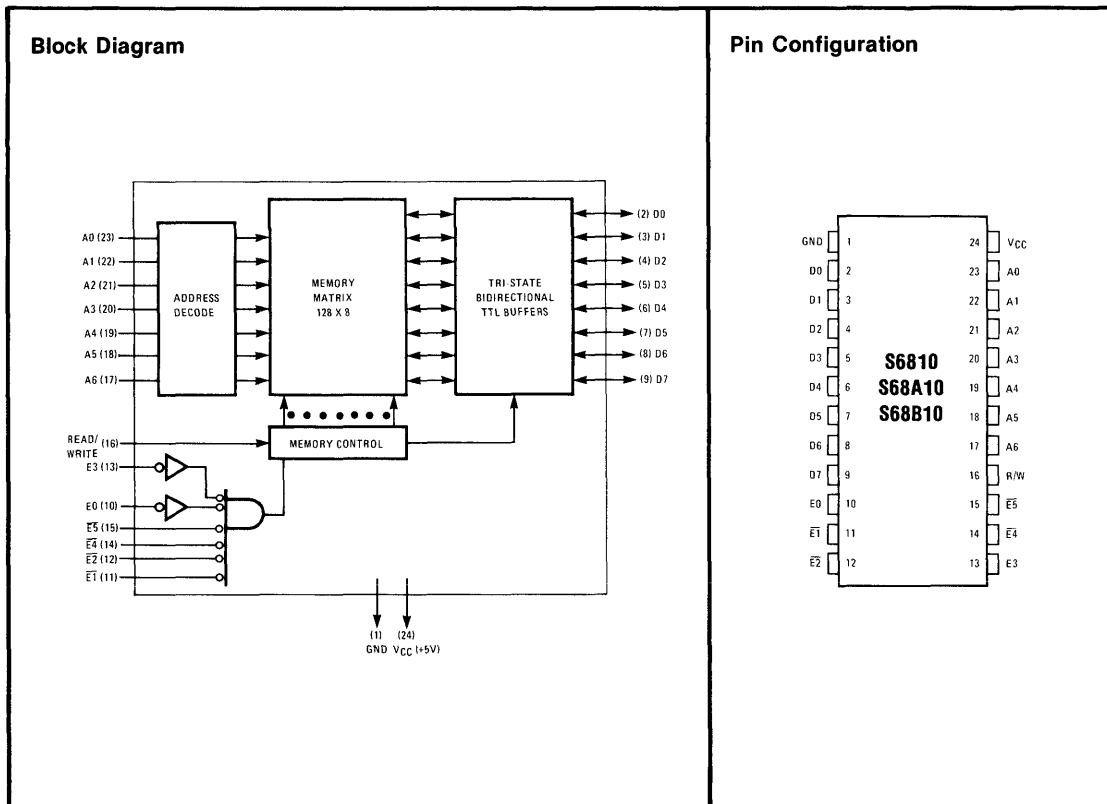 Block Diagram
A0 (23)
A1 (22)
A2 (21)
A3 (20)
A4 (19)
A5 (18)
A6 (17)
READ/
WRITE
(16)
E3 (13)
E0 (10)
E5 (15)
E4 (14)
E2 (12)
E1 (11)
ADDRESS
DECODE
MEMORY
MATRIX
128 X 8
TRI-STATE
BIDIRECTIONAL
TTL BUFFERS
MEMORY CONTROL
(2) D0
(3) D1
(4) D2
(5) D3
(6) D4
(7) D5
(8) D6
(9) D7
(1) (24)
GND VCC (+5V)
Pin Configuration
GND 1 24 VCC
D0 2 23 A0
D1 3 22 A1
D2 4 21 A2
D3 5 20 A3
D4 6 19 A4
D5 7 18 A5
D6 8 17 A6
D7 9 16 R/W
E0 10 15 E5
E1 11 14 E4
E2 12 13 E3
S6810
S68A10
S68B10